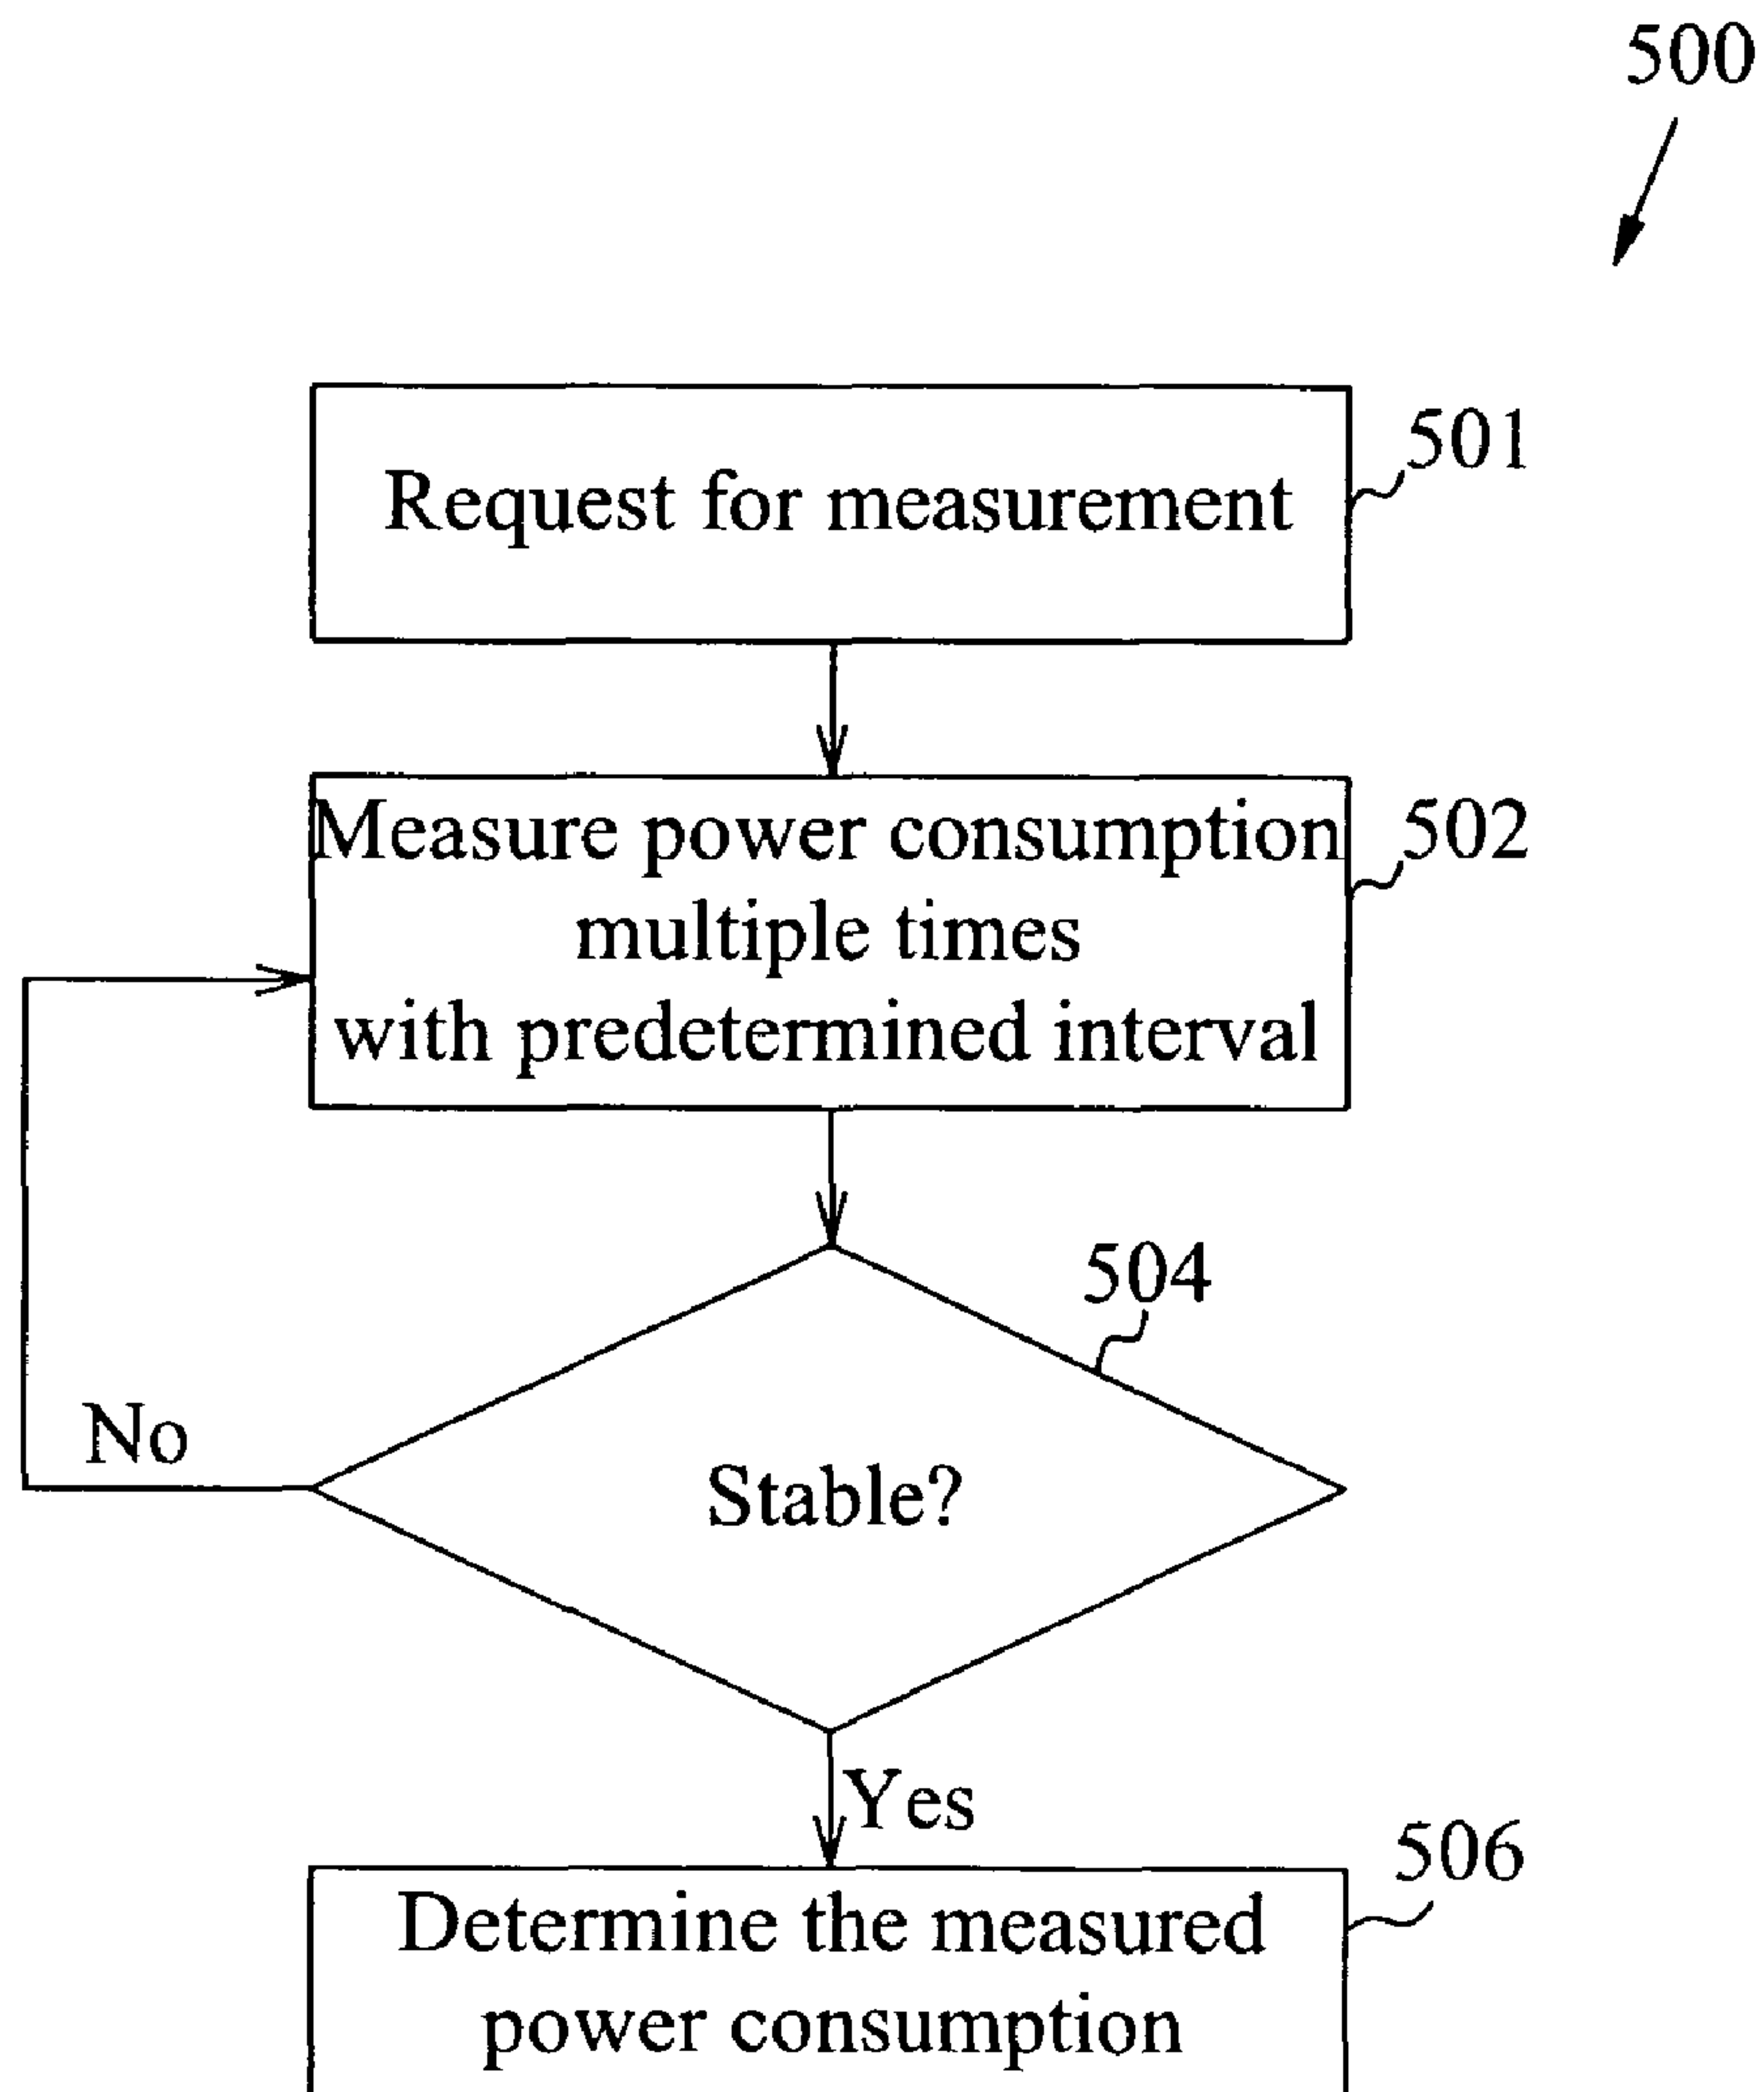 500
Request for measurement
501
Measure power consumption
multiple times
with predetermined interval
502
504
Stable?
No
Yes
506
Determine the measured
power consumption